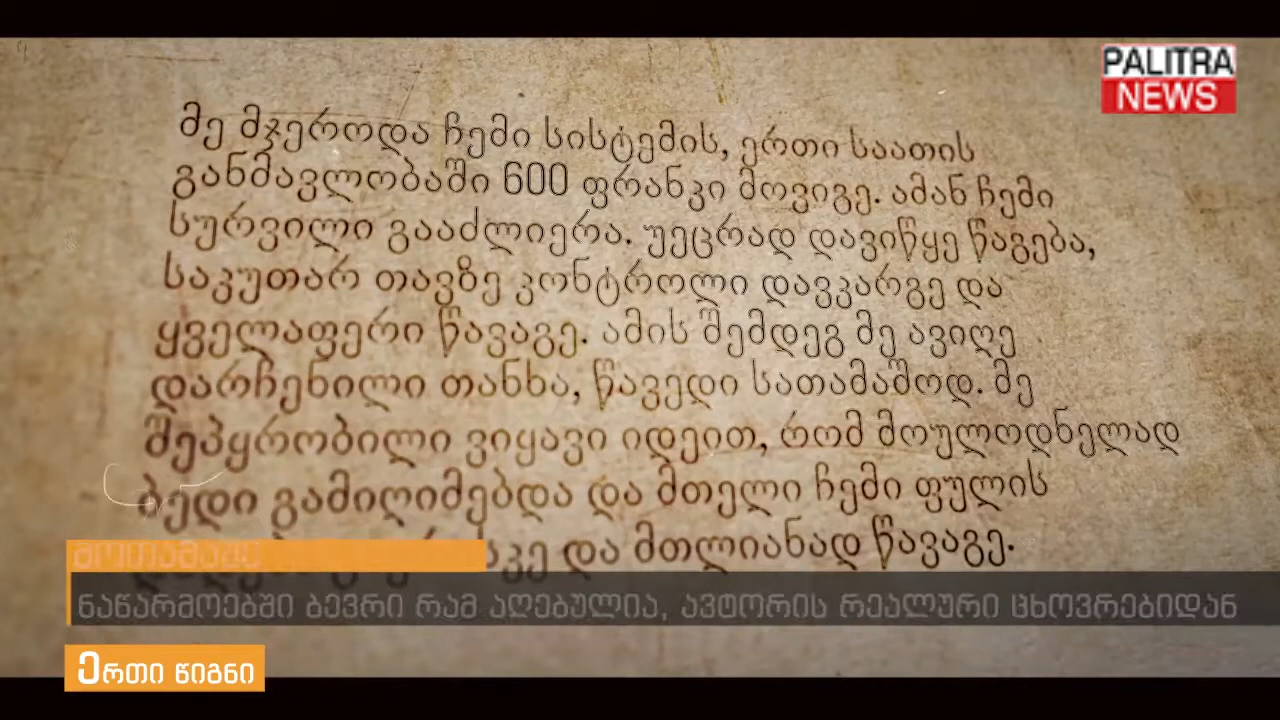 PALITRA
NEWS
მე მჯეროდა ჩემი სისტემის, ერთი საათის
განმავლობაში 600 ფრანკი მოვიგე. ამან ჩემი
სურვილი გააძლიერა. უეცრად დავიწყე წაგება,
საკუთარ თავზე კონტროლი დავკარგე და
ყველაფერი წავაგე. ამის შემდეგ მე ავიღე
დარჩენილი თანხა, წავედი სათამაშოდ. მე
შეპყრობილი ვიყავი იდეით, რომ მოულოდნელად
ბედი გამიღიმებდა და მთელი ჩემი ფულის
და მთლიანად წავაგე.
მოთამაშე
ნაწარმოებში ბევრი რამ აღებულია, ავტორის რეალური ცხოვრებიდან
ერთი წიგნი